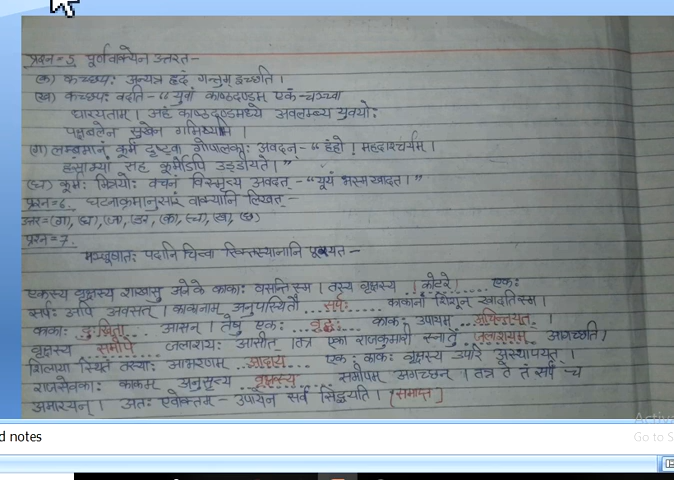 प्रश्न=5. पूर्णवाक्येन उत्तरत-
(क) कच्छपः अन्यत्र ह्रदं गन्तुम् इच्छति।
(ख) कच्छपः वदति-"युवां काष्ठदण्डम् एकं चञ्च्वा
धारयताम्। अहं काष्ठदण्डमध्ये अवलम्ब्य युवयोः
पक्षबलेन सुखेन गमिष्यामि।
(ग) लम्बमानं कूर्मं दृष्ट्वा गोपालकाः अवदन्-"हंहो! महदाश्चर्यम्।
हंसाभ्यां सह कूर्मोऽपि उड्डीयते।"
(घ) कूर्मः मित्रयोः वचनं विस्मृत्य अवदत्-"यूयं भस्म खादत।"
प्रश्न=6. घटनाक्रमानुसारं वाक्यानि लिखत-
उत्तर=(ग),
प्रश्न=7.
मञ्जूषातः पदानि चित्वा रिक्तस्थानानि पूरयत-
एकस्य वृक्षस्य शाखासु अनेके काकाः वसन्ति स्म। तस्य वृक्षस्य । कोटरे।....... एकः
सर्पः अपि अवसत्। काकानाम् अनुपस्थितौ ...सर्पः...... काकानां शिशून् खादति स्म।
काकाः दुःखिताः आसन्। तेषु एकः ...वृद्धः.... काकः उपायम् ...अचिन्तयत्...।
वृक्षस्य ....समीपे.... जलाशयः आसीत्। तत्र एका राजकुमारी स्नातुं जलाशयम् आगच्छति।
शिलायां स्थितं तस्याः आभरणम् ...आदाय..... एकः काकः वृक्षस्य उपरि अस्थापयत्।
राजसेवकाः काकम् अनुसृत्य ...वृक्षस्य........ समीपम् अगच्छन्। तत्र ते तं सर्पं च
अमारयन्। अतः एवोक्तम्-उपायेन सर्वं सिद्धयति। [समाप्त]
Activa
Go to S
d notes